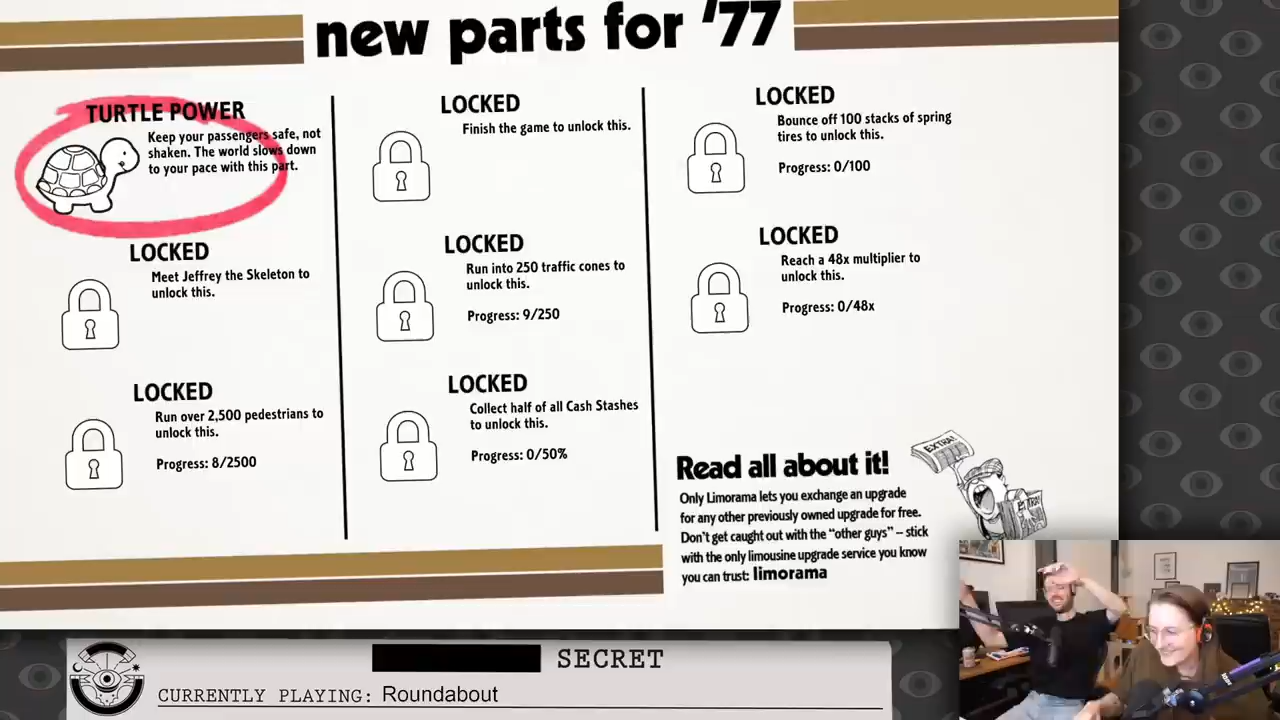 new parts for '77
TURTLE POWER
Keep your passengers safe, not
shaken. The world slows down
to your pace with this part.
LOCKED
Meet Jeffrey the Skeleton to
unlock this.
LOCKED
Run over 2,500 pedestrians to
unlock this.
Progress: 8/2500
LOCKED
Finish the game to unlock this.
LOCKED
Run into 250 traffic cones to
unlock this.
Progress: 9/250
LOCKED
Collect half of all Cash Stashes
to unlock this.
Progress: 0/50%
LOCKED
Bounce off 100 stacks of spring
tires to unlock this.
Progress: 0/100
LOCKED
Reach a 48x multiplier to
unlock this.
Progress: 0/48x
Read all about it!
Only Limorama lets you exchange an upgrade
for any other previously owned upgrade for free.
Don't get caught out with the “other guys” – stick
with the only limousine upgrade service you know
you can trust: limorama
EXTRA!
SECRET
CURRENTLY PLAYING: Roundabout